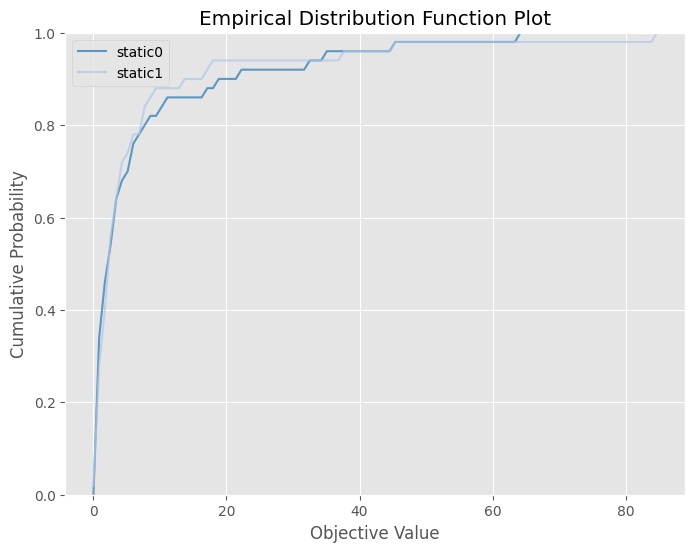 Empirical Distribution Function Plot
static0
static1
1.0
0.8
0.6
0.4
0.2
0.0
Cumulative Probability
0
20
40
60
80
Objective Value